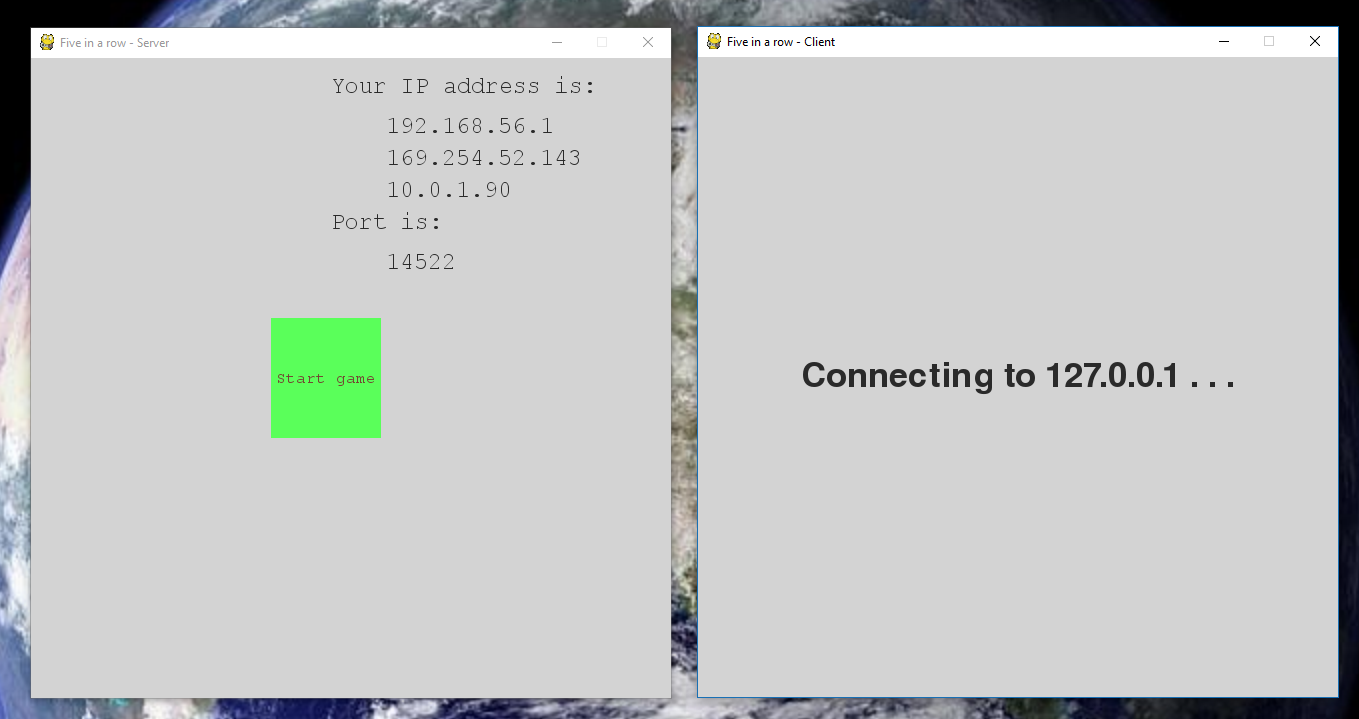 Five in a row - Server
Your IP address is:
192.168.56.1
169.254.52.143
10.0.1.90
Port is:
14522
Start game
Five in a row - Client
Connecting to 127.0.0.1 . . .